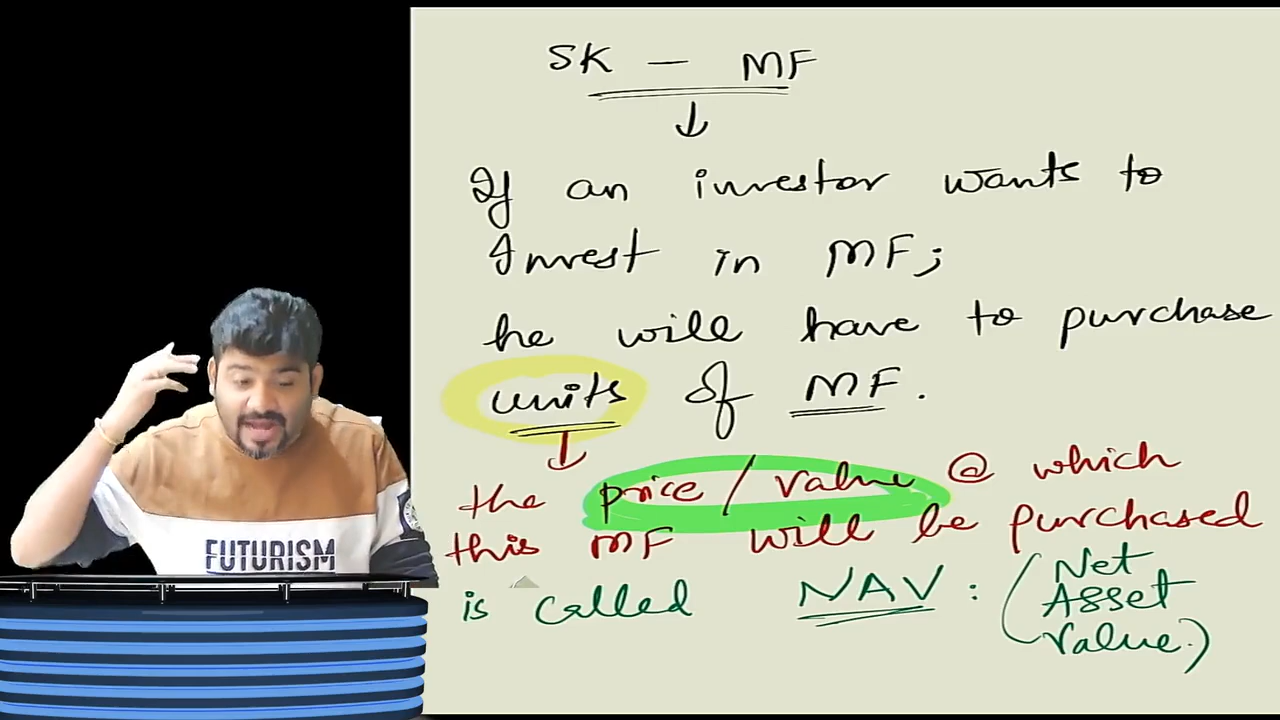 SK - MF
If an investor wants to
Invest in MF;
he will have to purchase
units of MF.
the price / value @ which
this MF will be purchased
is called NAV : (Net
Asset
Value.)
FUTURISM